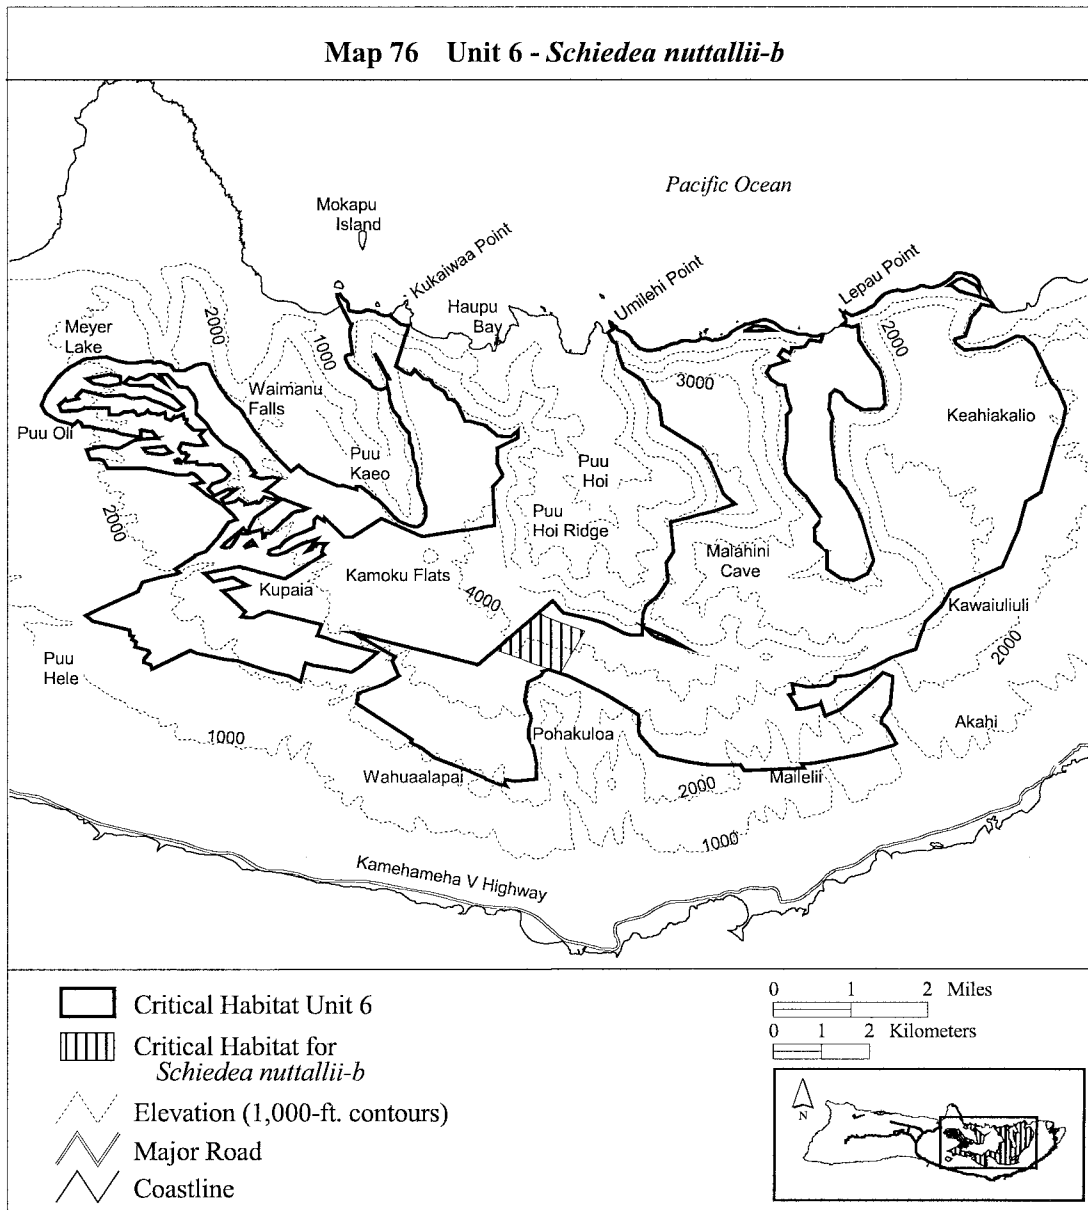 Map 76 Unit 6 - Schiedea nuttallii-b
Pacific Ocean
Mokapu
Island
Kukaiwaa Point
Haupu
Bay
Umilehi Point
Lepau Point
Meyer
Lake
2000
1000
Waimanu
Falls
3000
2000
Keahiakalio
Puu Oli
Puu
Kaeo
Puu
Hoi
2000
Puu
Hoi Ridge
Malahini
Cave
Kupaia
Kamoku Flats
4000
Kawaiuliuli
2000
Puu
Hele
1000
Pohakuloa
Akahi
Wahuaalapai
2000
Mailelii
1000
Kamehameha V Highway
Critical Habitat Unit 6
Critical Habitat for
Schiedea nuttallii-b
Elevation (1,000-ft. contours)
Major Road
Coastline
0 1 2 Miles
0 1 2 Kilometers
N